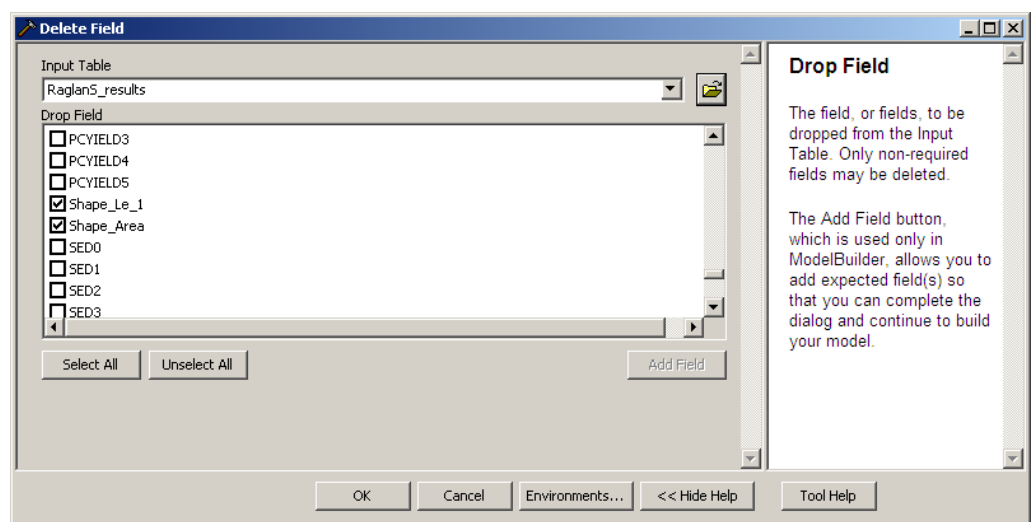 Delete Field
Input Table
RaglanS_results
Drop Field
PCYIELD3
PCYIELD4
PCYIELD5
Shape_Le_1
Shape_Area
SED0
SED1
SED2
SED3
Select All
Unselect All
Add Field
Drop Field
The field, or fields, to be
dropped from the Input
Table. Only non-required
fields may be deleted.
The Add Field button,
which is used only in
ModelBuilder, allows you to
add expected field(s) so
that you can complete the
dialog and continue to build
your model.
OK
Cancel
Environments...
<< Hide Help
Tool Help